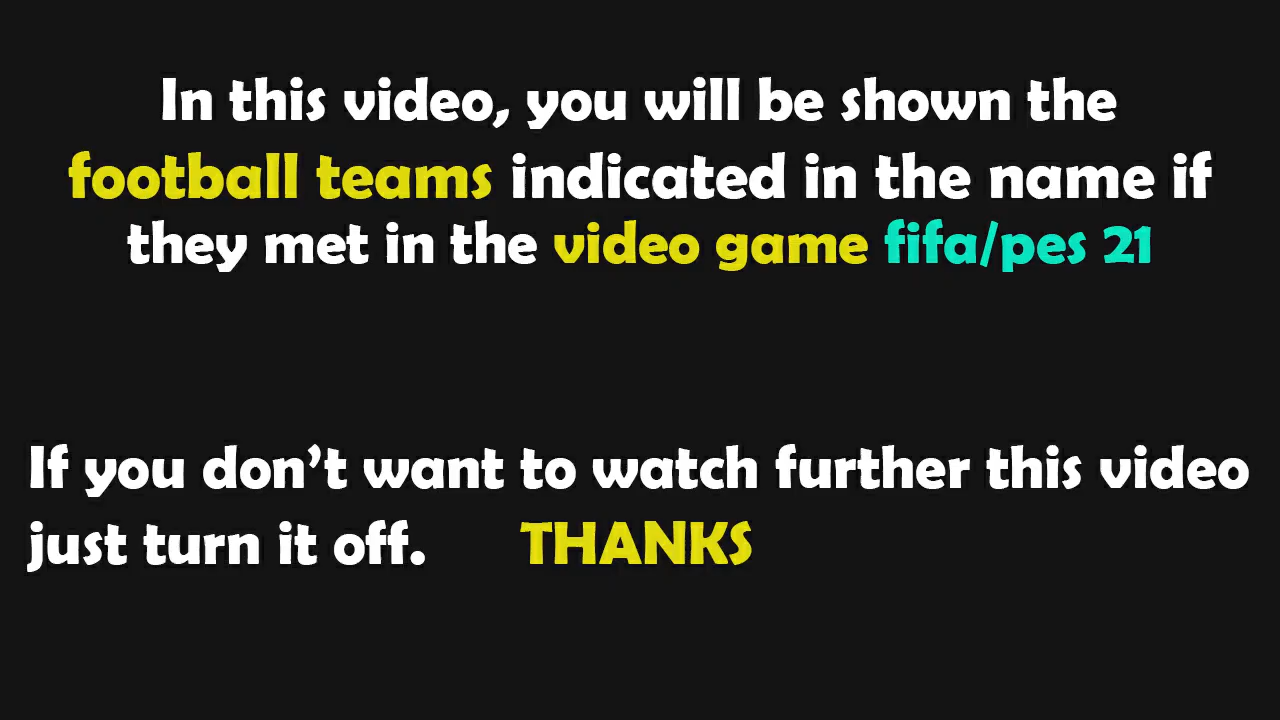 In this video, you will be shown the
football teams indicated in the name if
they met in the video game fifa/pes 21
If you don't want to watch further this video
just turn it off. THANKS